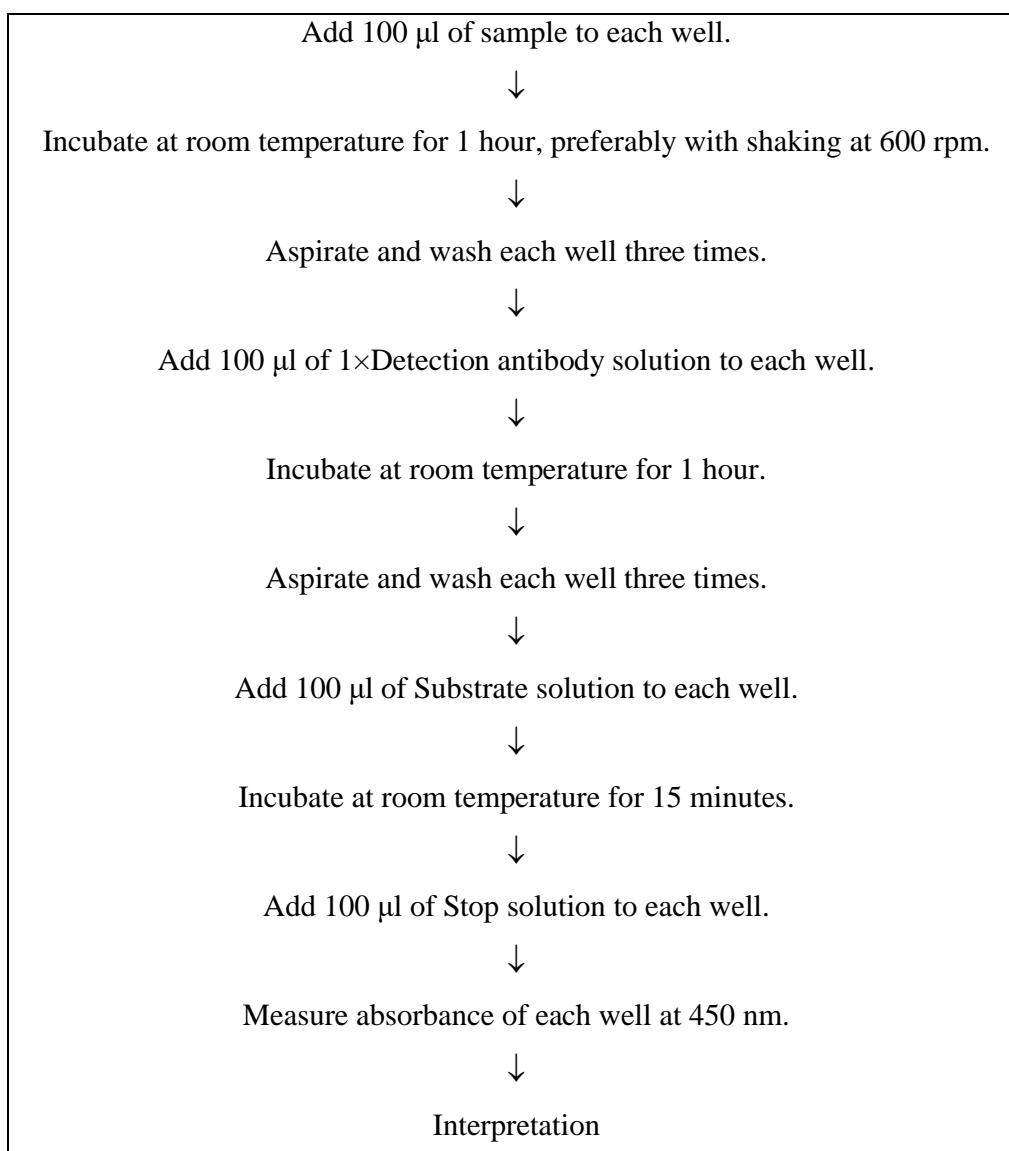 Add 100 μl of sample to each well.
↓
Incubate at room temperature for 1 hour, preferably with shaking at 600 rpm.
↓
Aspirate and wash each well three times.
↓
Add 100 μl of 1×Detection antibody solution to each well.
↓
Incubate at room temperature for 1 hour.
↓
Aspirate and wash each well three times.
↓
Add 100 μl of Substrate solution to each well.
↓
Incubate at room temperature for 15 minutes.
↓
Add 100 μl of Stop solution to each well.
↓
Measure absorbance of each well at 450 nm.
↓
Interpretation